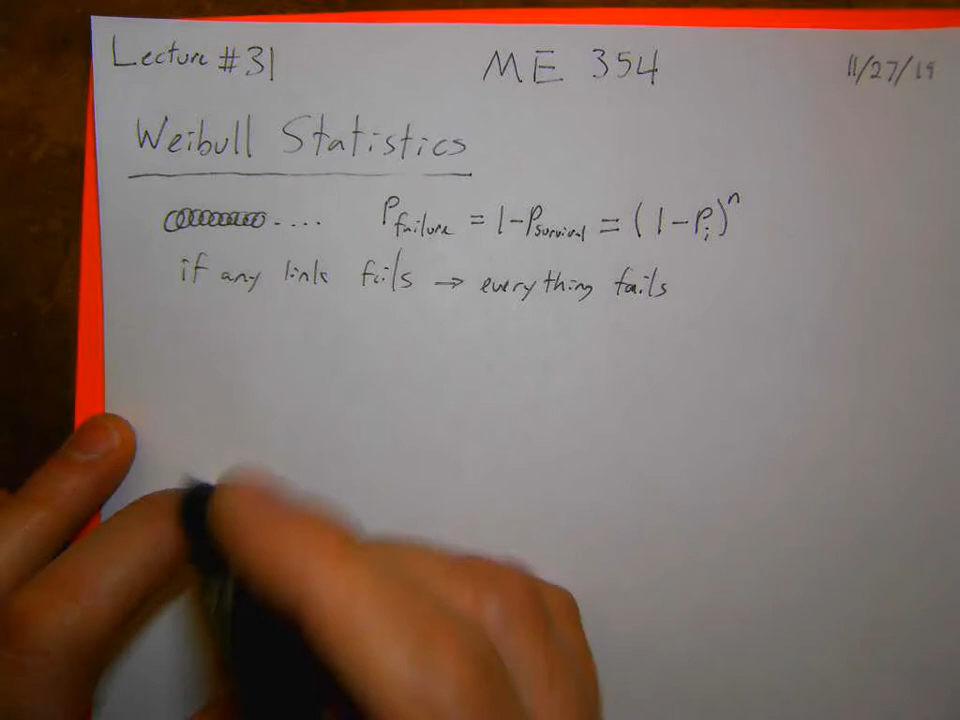 Lecture #31 ME 354 11/27/19
Weibull Statistics
.... P_failure = 1-P_survival = (1-P_i)^n
if any link fails → everything fails